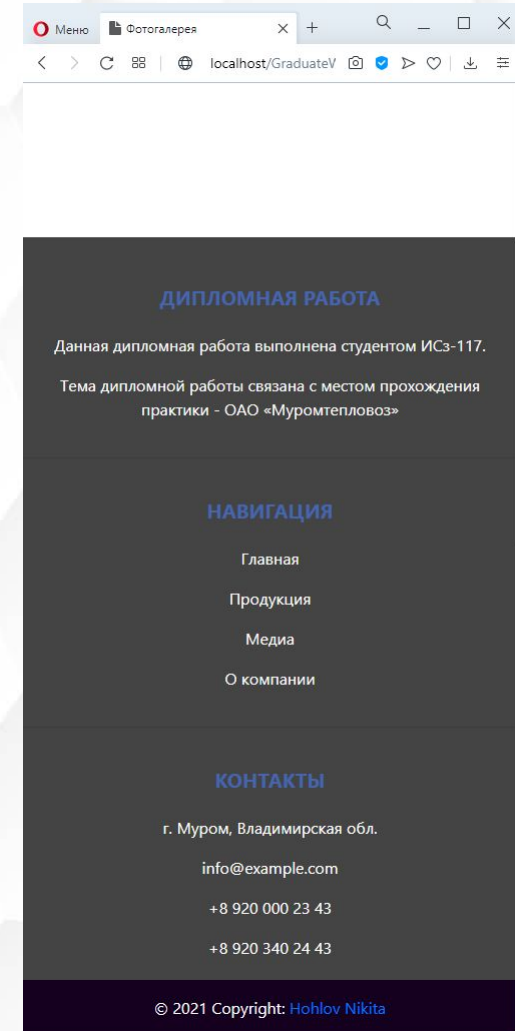 Меню
Фотогалерея
localhost/GraduateW
ДИПЛОМНАЯ РАБОТА
Данная дипломная работа выполнена студентом ИСз-117.
Тема дипломной работы связана с местом прохождения
практики - ОАО «Муромтепловоз»
НАВИГАЦИЯ
Главная
Продукция
Медиа
О компании
КОНТАКТЫ
г. Муром, Владимирская обл.
info@example.com
+8 920 000 23 43
+8 920 340 24 43
© 2021 Copyright: Hohlov Nikita